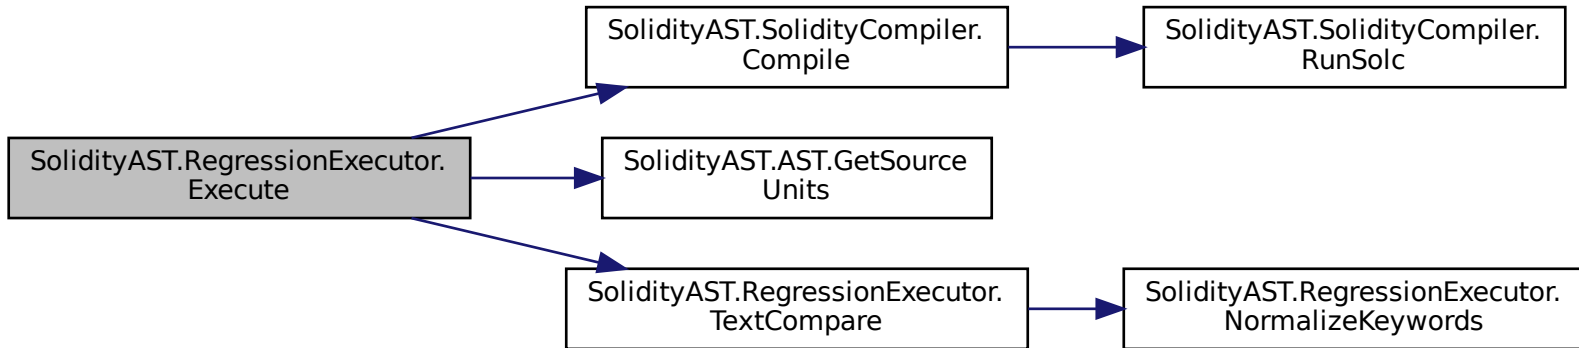 SolidityAST.SolidityCompiler.
Compile
SolidityAST.SolidityCompiler.
RunSolc
SolidityAST.RegressionExecutor.
Execute
SolidityAST.AST.GetSource
Units
SolidityAST.RegressionExecutor.
TextCompare
SolidityAST.RegressionExecutor.
NormalizeKeywords